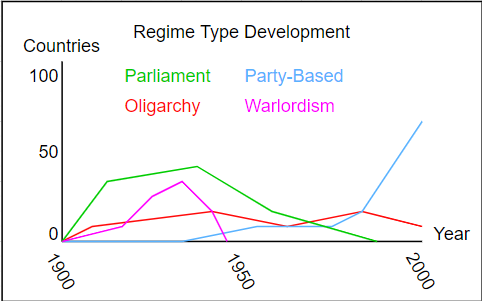 Regime Type Development
Countries
Parliament Party-Based
Oligarchy Warlordism
100
50
0
Year
1900
1950
2000